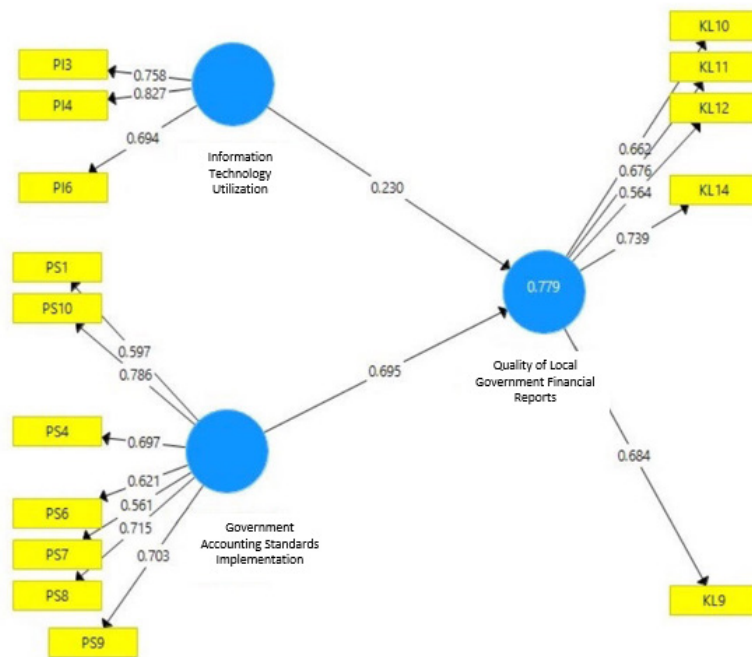 KL10
KL11
KL12
KL14
PI3
PI4
PI6
0.758
0.827
0.694
Information
Technology
Utilization
0.230
0.662
0.676
0.564
0.739
0.779
Quality of Local
Government Financial
Reports
0.684
KL9
PS1
PS10
PS4
PS6
PS7
PS8
PS9
0.597
0.786
0.697
0.621
0.561
0.715
0.703
0.695
Government
Accounting Standards
Implementation